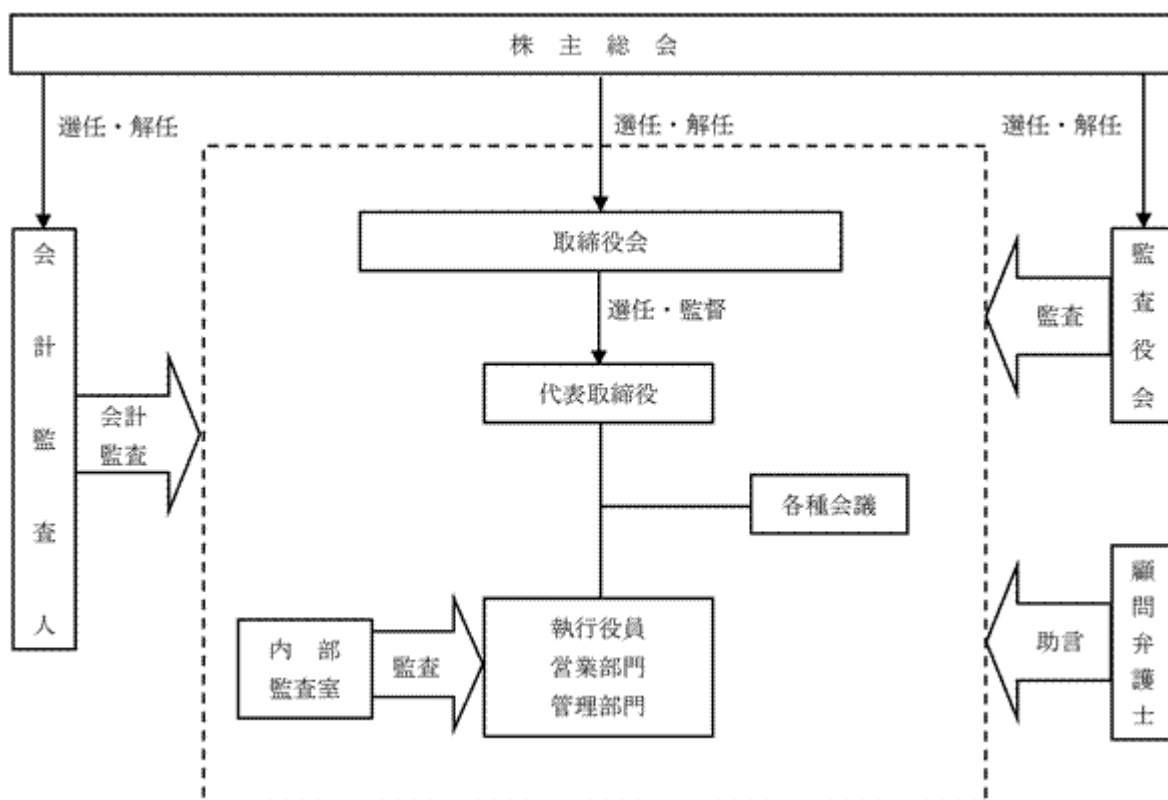 株 主 総 会
選任・解任
選任・解任
選任・解任
取締役会
選任・監督
代表取締役
各種会議
執行役員
営業部門
管理部門
内 部
監査室
監査
会計監査人
会計
監査
監査役会
監査
顧問弁護士
助言